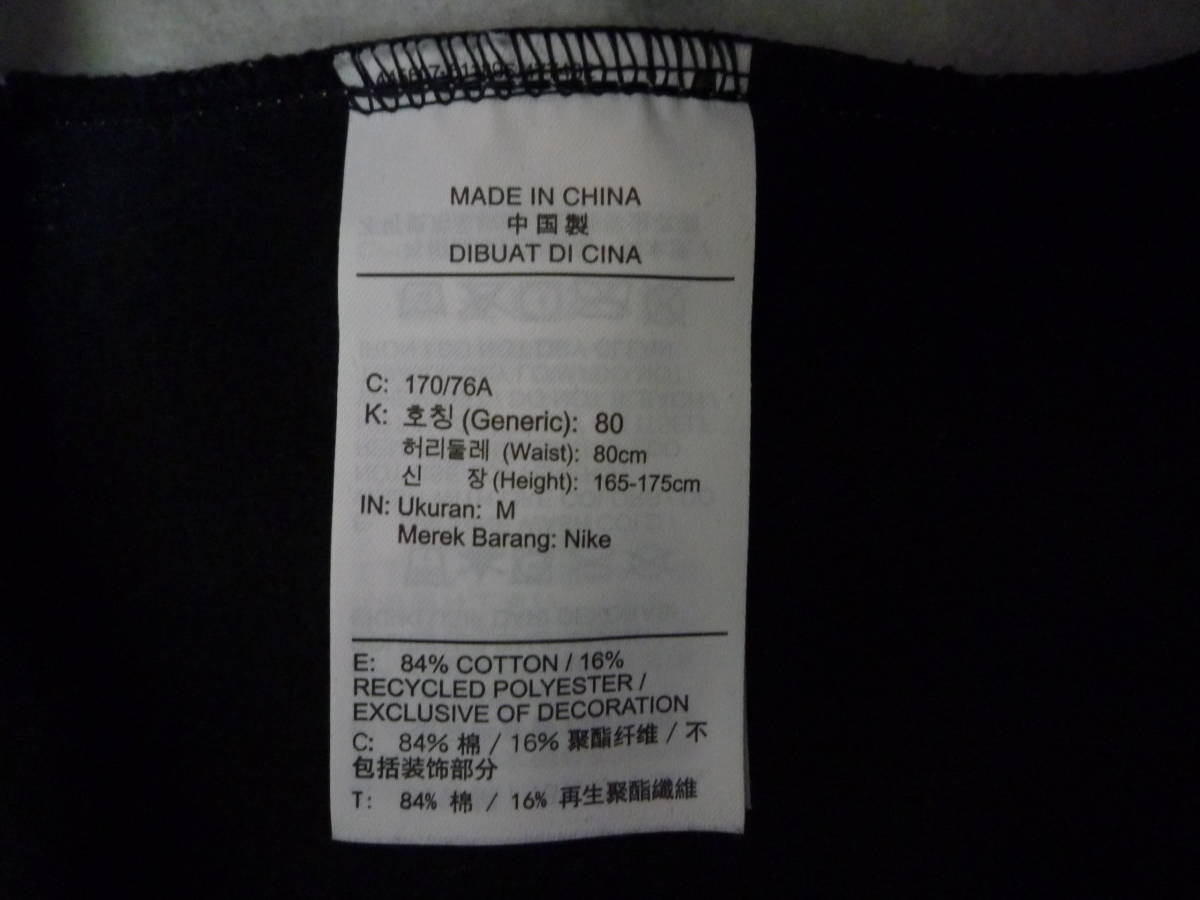 MADE IN CHINA
中国製
DIBUAT DI CINA
C: 170/76A
K: 호칭 (Generic): 80
허리둘레 (Waist): 80cm
신 장 (Height): 165-175cm
IN: Ukuran: M
Merek Barang: Nike
E: 84% COTTON / 16%
RECYCLED POLYESTER /
EXCLUSIVE OF DECORATION
C: 84% 棉 / 16% 聚酯纤维 / 不
包括装饰部分
T: 84% 棉 / 16% 再生聚酯纖維